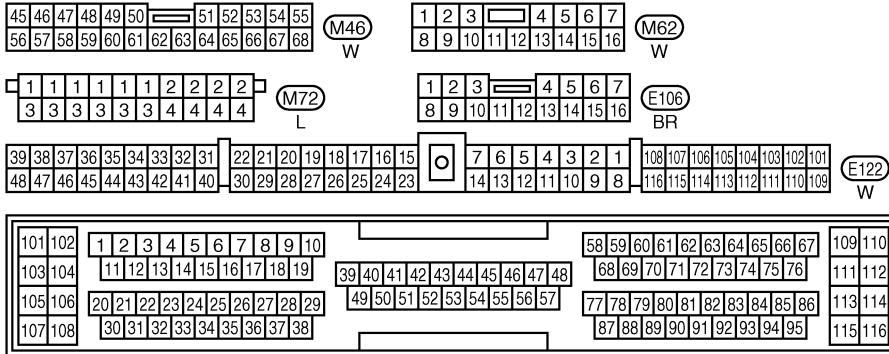 45 46 47 48 49 50 51 52 53 54 55
56 57 58 59 60 61 62 63 64 65 66 67 68
M46
W
1 2 3 4 5 6 7
8 9 10 11 12 13 14 15 16
M62
W
1 1 1 1 1 1 2 2 2 2
3 3 3 3 3 3 4 4 4 4
M72
L
1 2 3 4 5 6 7
8 9 10 11 12 13 14 15 16
E106
BR
39 38 37 36 35 34 33 32 31 22 21 20 19 18 17 16 15 7 6 5 4 3 2 1 108 107 106 105 104 103 102 101
48 47 46 45 44 43 42 41 40 30 29 28 27 26 25 24 23 14 13 12 11 10 9 8 116 115 114 113 112 111 110 109
E122
W
101 102 1 2 3 4 5 6 7 8 9 10 58 59 60 61 62 63 64 65 66 67 109 110
103 104 11 12 13 14 15 16 17 18 19 39 40 41 42 43 44 45 46 47 48 68 69 70 71 72 73 74 75 76 111 112
105 106 20 21 22 23 24 25 26 27 28 29 49 50 51 52 53 54 55 56 57 77 78 79 80 81 82 83 84 85 86 113 114
107 108 30 31 32 33 34 35 36 37 38 87 88 89 90 91 92 93 94 95 115 116